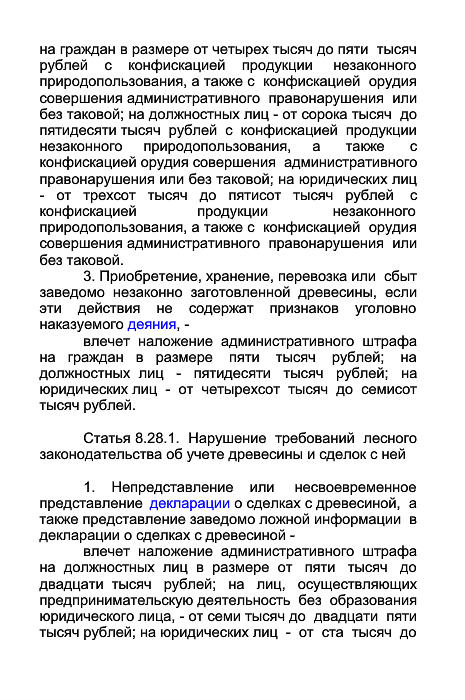 на граждан в размере от четырех тысяч до пяти тысяч
рублей с конфискацией продукции незаконного
природопользования, а также с конфискацией орудия
совершения административного правонарушения или
без таковой; на должностных лиц - от сорока тысяч до
пятидесяти тысяч рублей с конфискацией продукции
незаконного природопользования, а также с
конфискацией орудия совершения административного
правонарушения или без таковой; на юридических лиц
- от трехсот тысяч до пятисот тысяч рублей с
конфискацией продукции незаконного
природопользования, а также с конфискацией орудия
совершения административного правонарушения или
без таковой.
3. Приобретение, хранение, перевозка или сбыт
заведомо незаконно заготовленной древесины, если
эти действия не содержат признаков уголовно
наказуемого деяния, -
влечет наложение административного штрафа
на граждан в размере пяти тысяч рублей; на
должностных лиц - пятидесяти тысяч рублей; на
юридических лиц - от четырехсот тысяч до семисот
тысяч рублей.
Статья 8.28.1. Нарушение требований лесного
законодательства об учете древесины и сделок с ней
1. Непредставление или несвоевременное
представление декларации о сделках с древесиной, а
также представление заведомо ложной информации в
декларации о сделках с древесиной -
влечет наложение административного штрафа
на должностных лиц в размере от пяти тысяч до
двадцати тысяч рублей; на лиц, осуществляющих
предпринимательскую деятельность без образования
юридического лица, - от семи тысяч до двадцати пяти
тысяч рублей; на юридических лиц - от ста тысяч до